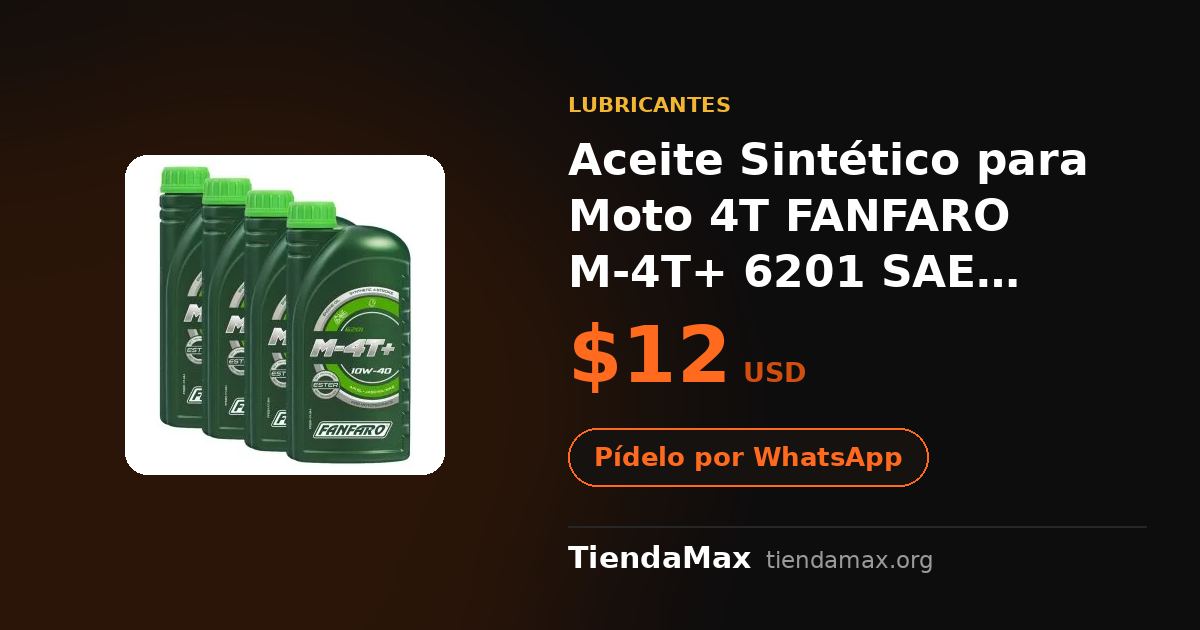 LUBRICANTES
Aceite Sintético para
Moto 4T FANFARO
M-4T+ 6201 SAE...
$12 USD
Pídelo por WhatsApp
TiendaMax tiendamax.org
6201
M-4T+
10W-40
ESTER
FANFARO